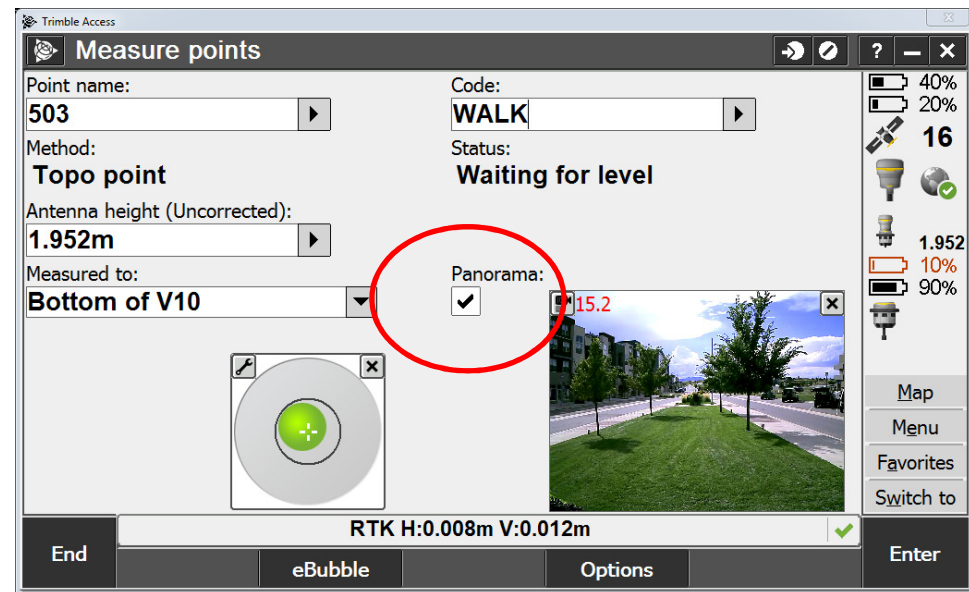 Trimble Access
Measure points
? – ×
Point name:
503
Code:
WALK
Method:
Topo point
Status:
Waiting for level
Antenna height (Uncorrected):
1.952m
Measured to:
Bottom of V10
Panorama:
15.2
40%
20%
16
1.952
10%
90%
Map
Menu
Favorites
Switch to
RTK H:0.008m V:0.012m
End
eBubble
Options
Enter